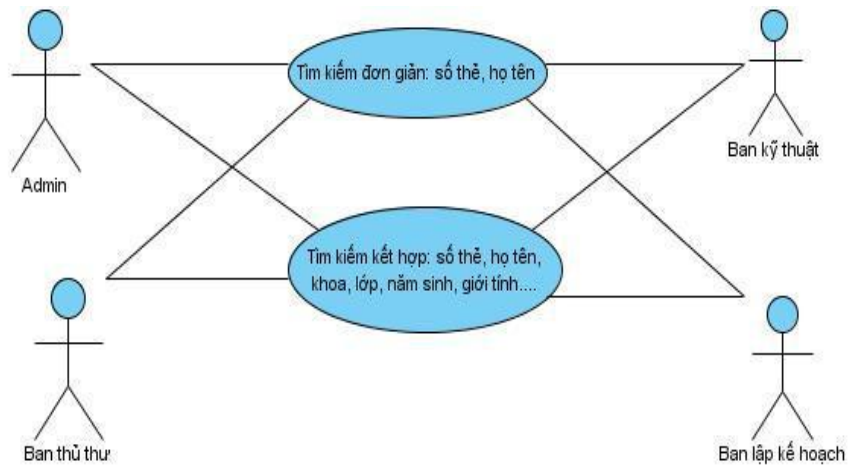 Tìm kiếm đơn giản: số thẻ, họ tên
Ban kỹ thuật
Admin
Tìm kiếm kết hợp: số thẻ, họ tên,
khoa, lớp, năm sinh, giới tính....
Ban thủ thư
Ban lập kế hoạch